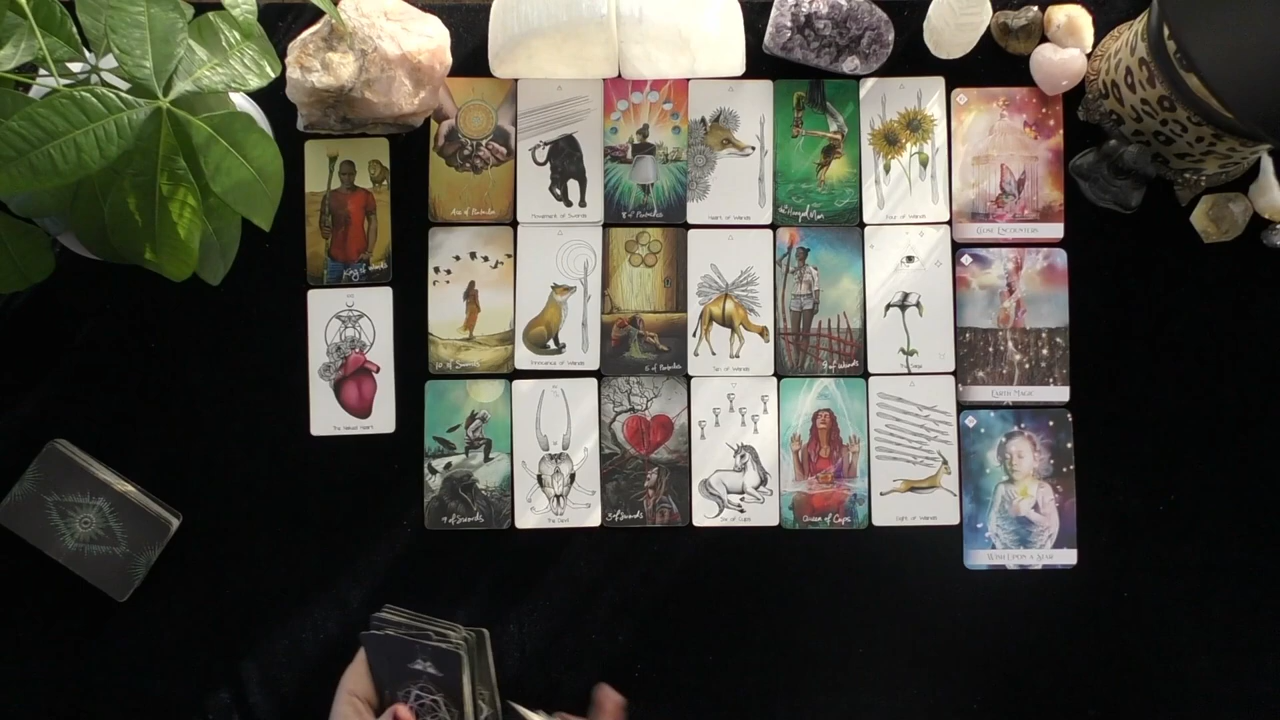 Ace of Pentacles
Movement of Swords
8 of Pentacles
Heart of Wands
the Hanged Man
Four of Wands
CLOSE ENCOUNTERS
King of Wands
10 of Swords
Innocence of Wands
5 of Pentacles
Ten of Wands
9 of Wands
The Sage
EARTH MAGIC
The Naked Heart
9 of Swords
The Devil
3 of Swords
Six of Cups
Queen of Cups
Eight of Wands
WISH UPON A STAR